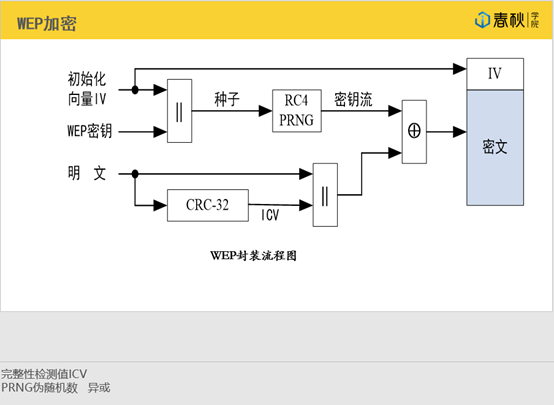 WEP加密
春秋学院
初始化
向量IV
WEP密钥
明 文
||
种子
RC4
PRNG
密钥流
⊕
IV
密文
CRC-32
ICV
||
WEP封装流程图
完整性检测值ICV
PRNG伪随机数 异或